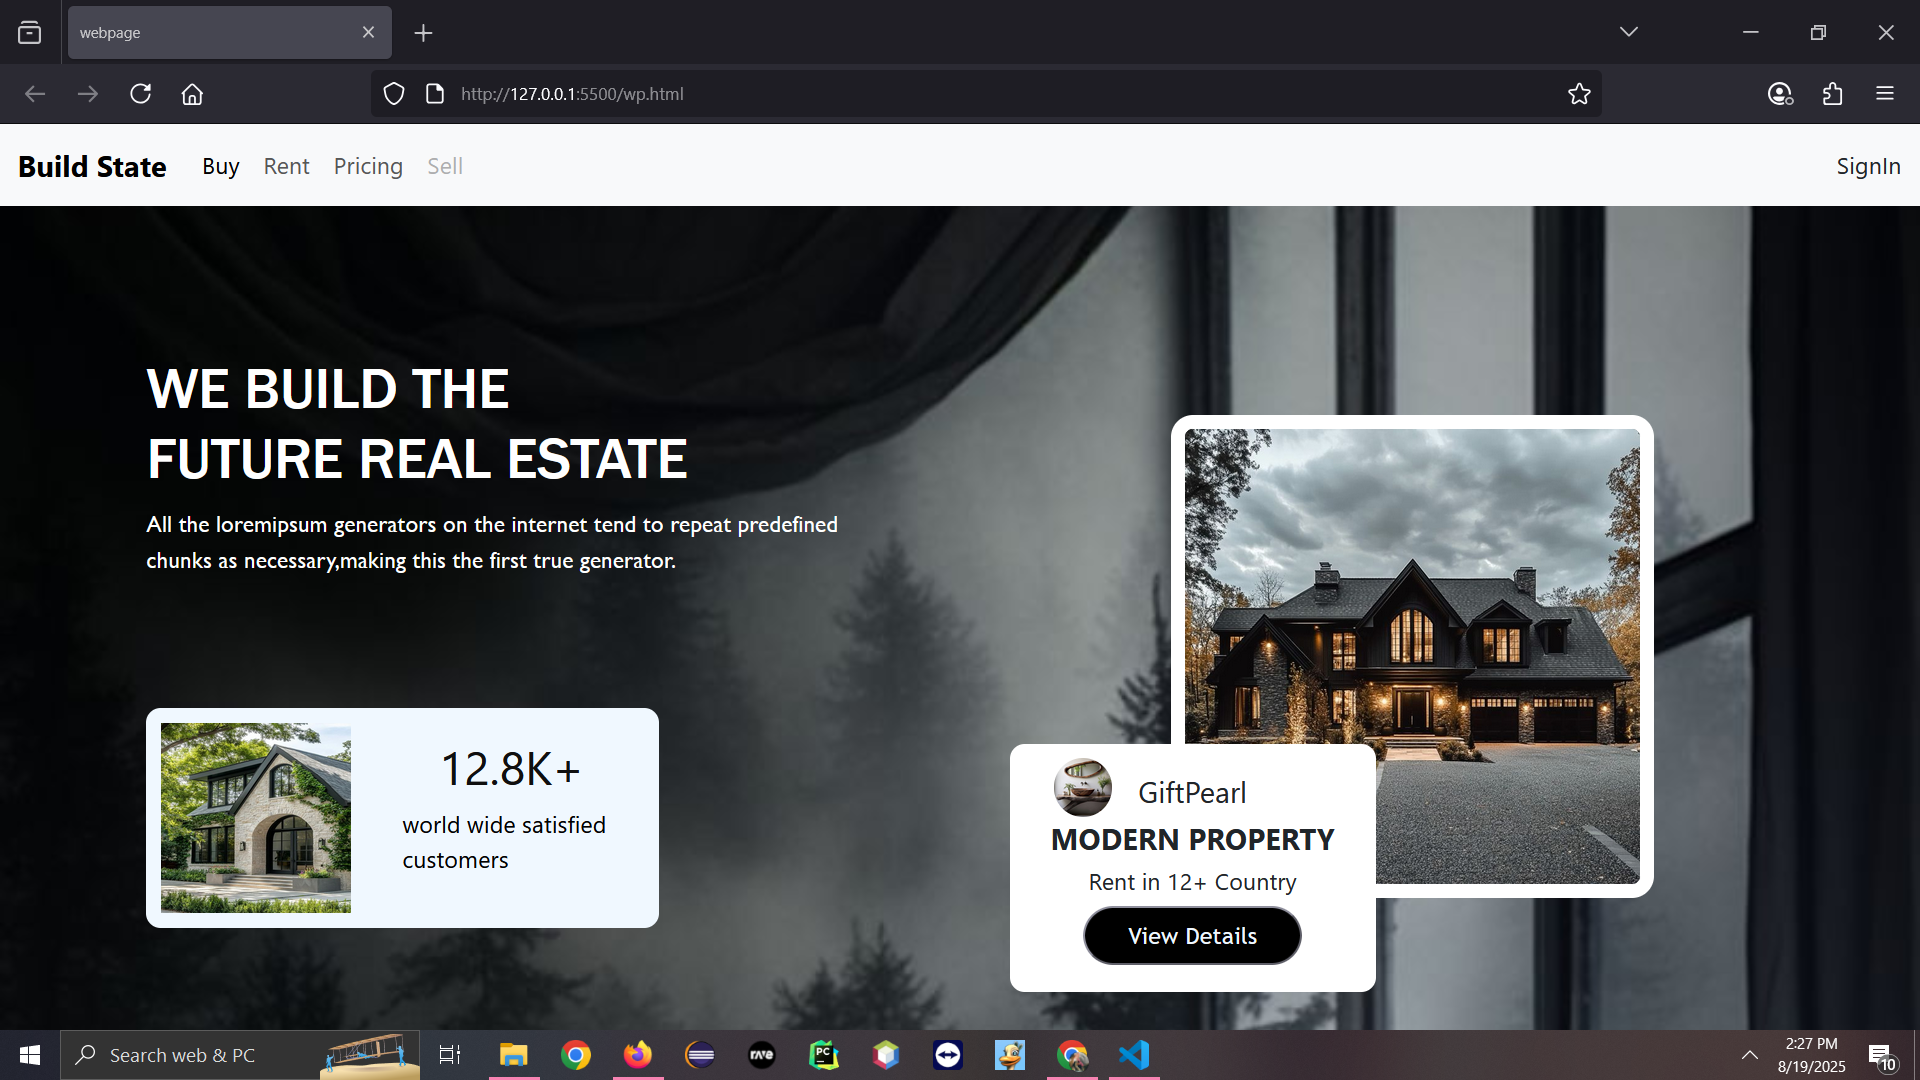 webpage
http://127.0.0.1:5500/wp.html
Build State Buy Rent Pricing Sell SignIn
WE BUILD THE
FUTURE REAL ESTATE
All the loremipsum generators on the internet tend to repeat predefined
chunks as necessary,making this the first true generator.
12.8K+
world wide satisfied
customers
GiftPearl
MODERN PROPERTY
Rent in 12+ Country
View Details
Search web & PC
rave
PC
2:27 PM
8/19/2025
10